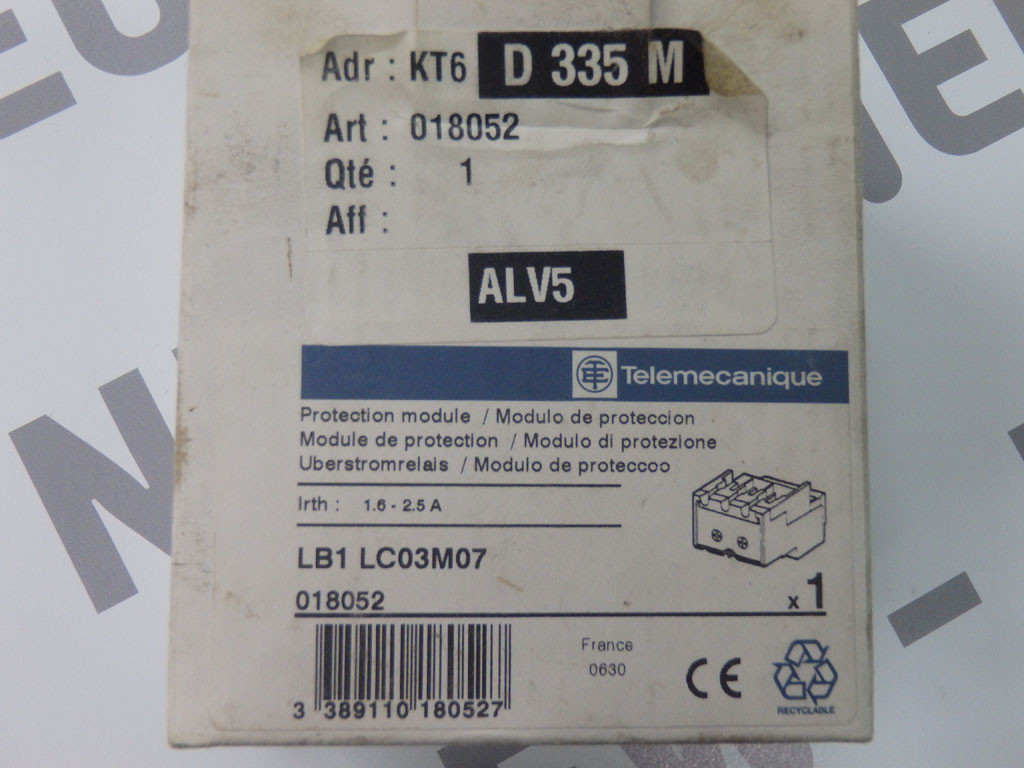 Adr : KT6 D 335 M
Art : 018052
Qté : 1
Aff :
ALV5
Telemecanique
Protection module / Modulo de proteccion
Module de protection / Modulo di protezione
Uberstromrelais / Modulo de proteccoo
Irth : 1.6 - 2.5 A
LB1 LC03M07
018052
x 1
France
0630
CE
RECYCLABLE
3 389110 180527